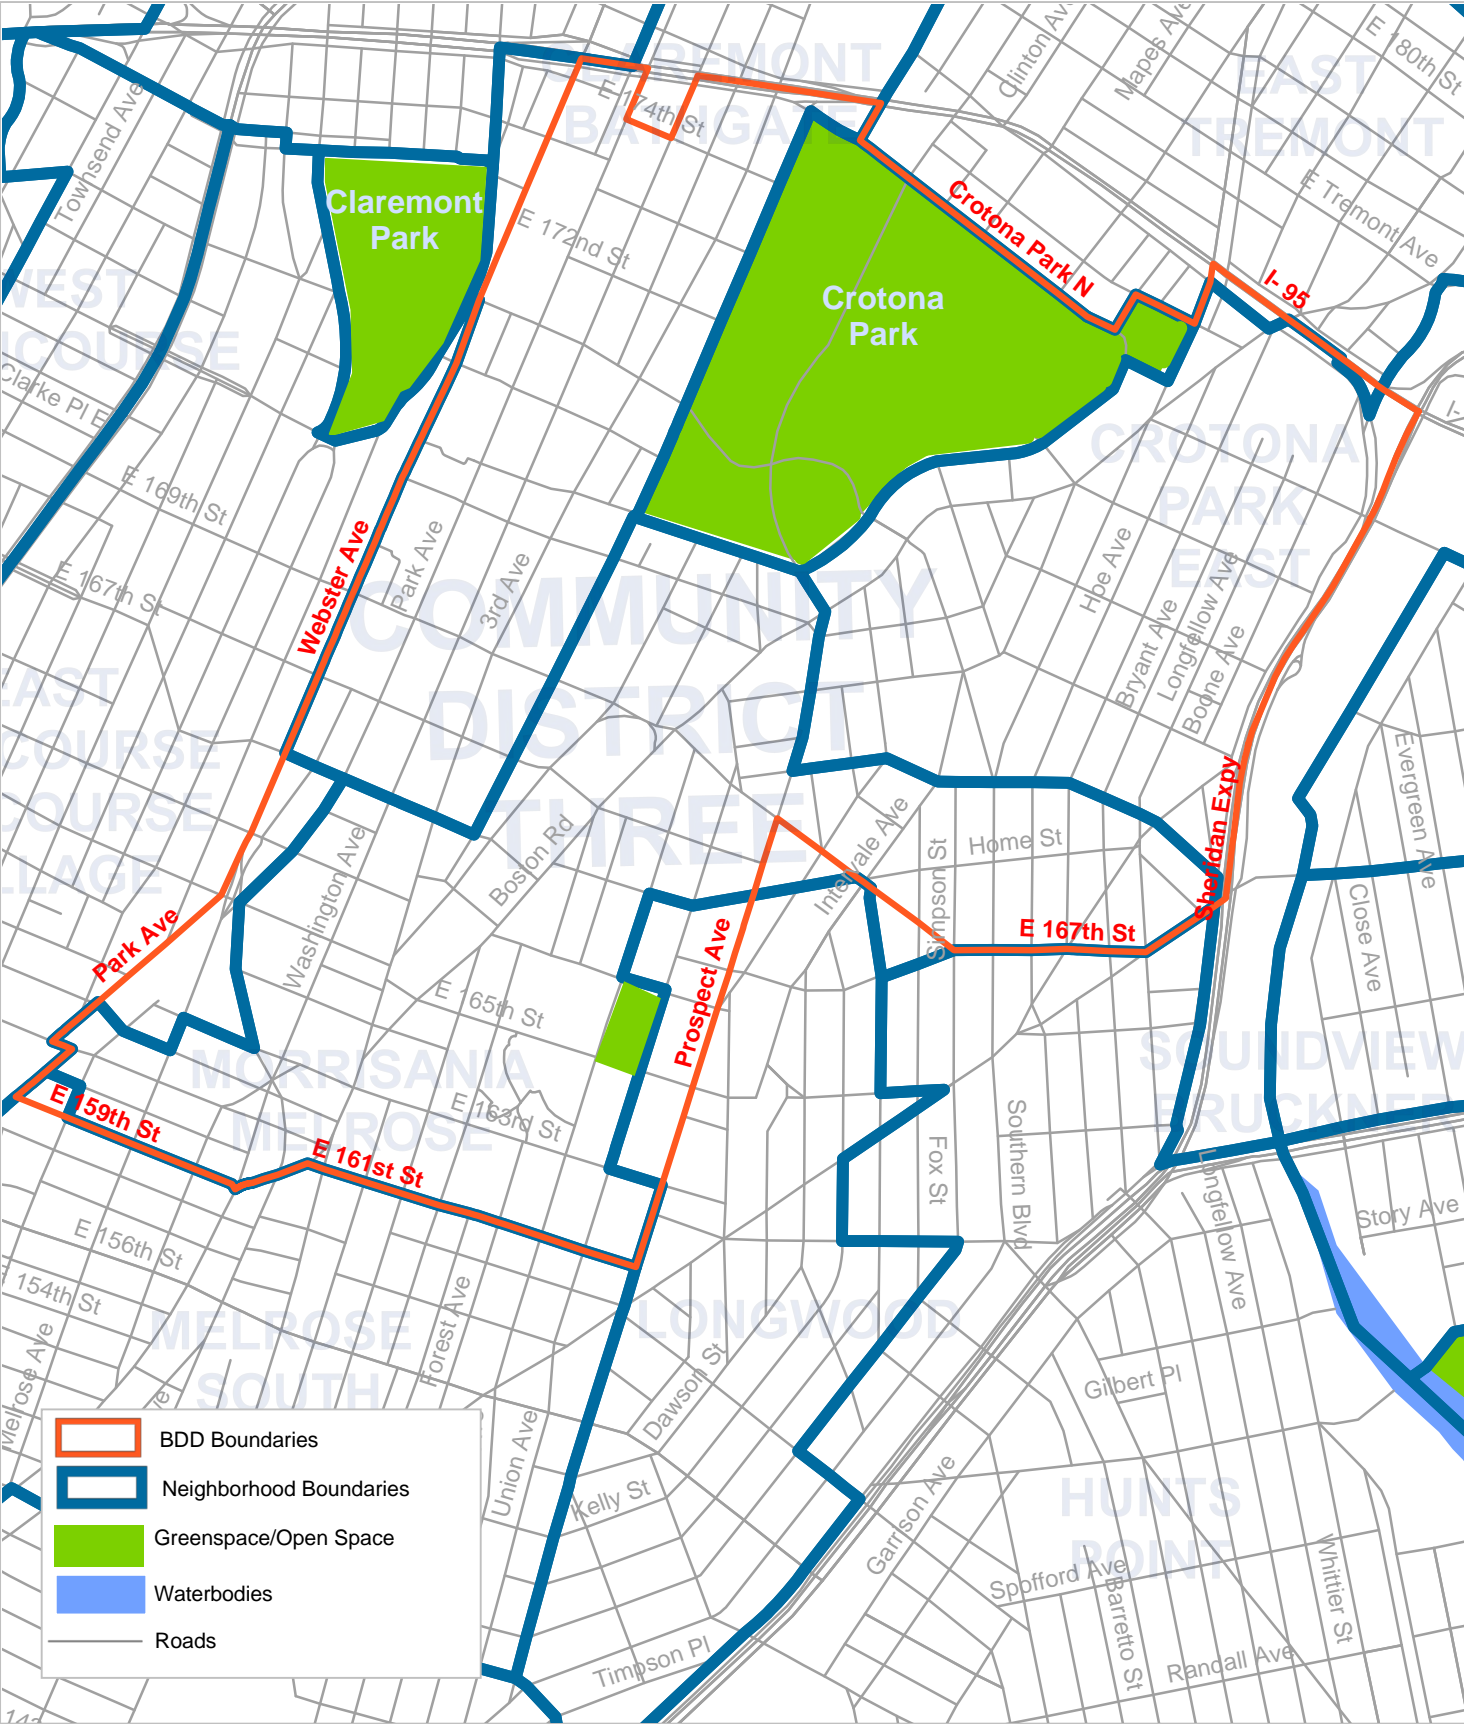 CLAREMONT
BATHGATE
E 174th St
Clinton Ave
Mapes Ave
E 180th St
EAST
TREMONT
E Tremont Ave
Townsend Ave
Claremont
Park
E 172nd St
Crotona Park N
I- 95
Crotona
Park
WEST
Clarke Pl E
I-
CROTONA
PARK
EAST
E 169th St
E 167th St
Webster Ave
Park Ave
3rd Ave
Hoe Ave
Bryant Ave
Longfellow Ave
Boone Ave
COMMUNITY
DISTRICT
THREE
EAST
COURSE
COURSE
LLAGE
Evergreen Ave
Sheridan Expy
Boston Rd
Intervale Ave
Simpson St
Home St
Washington Ave
Park Ave
E 167th St
Close Ave
Prospect Ave
E 165th St
MORRISANIA
MELROSE
SOUNDVIEW
BRUCKNER
E 159th St
E 163rd St
E 161st St
Fox St
Southern Blvd
Longfellow Ave
Story Ave
E 156th St
154th St
MELROSE
SOUTH
Forest Ave
LONGWOOD
Melrose Ave
Dawson St
Gilbert Pl
Union Ave
Kelly St
Garrison Ave
HUNTS
POINT
Spofford Ave
Barretto St
Whittier St
Randall Ave
Timpson Pl
BDD Boundaries
Neighborhood Boundaries
Greenspace/Open Space
Waterbodies
Roads